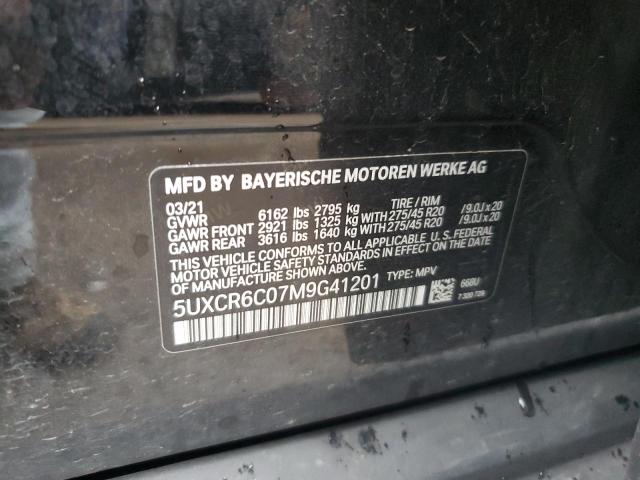 MFD BY BAYERISCHE MOTOREN WERKE AG
03/21 TIRE / RIM
GVWR 6162 lbs 2795 kg
GAWR FRONT 2921 lbs 1325 kg WITH 275/45 R20 /9.0J x 20
GAWR REAR 3616 lbs 1640 kg WITH 275/45 R20 /9.0J x 20
THIS VEHICLE CONFORMS TO ALL APPLICABLE U. S. FEDERAL
MOTOR VEHICLE SAFETY STANDARDS IN EFFECT ON THE DATE
OF MANUFACTURE SHOWN ABOVE.
5UXCR6C07M9G41201 TYPE: MPV
668U